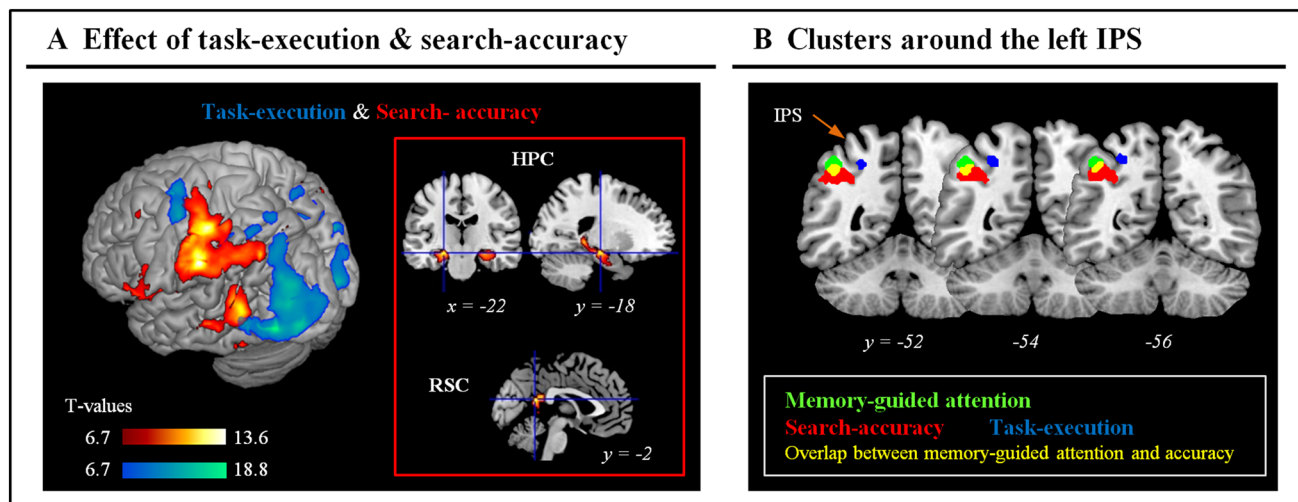 A Effect of task-execution & search-accuracy
Task-execution & Search- accuracy
HPC
x = -22
y = -18
RSC
y = -2
T-values
6.7
13.6
6.7
18.8
B Clusters around the left IPS
IPS
y = -52
-54
-56
Memory-guided attention
Search-accuracy Task-execution
Overlap between memory-guided attention and accuracy